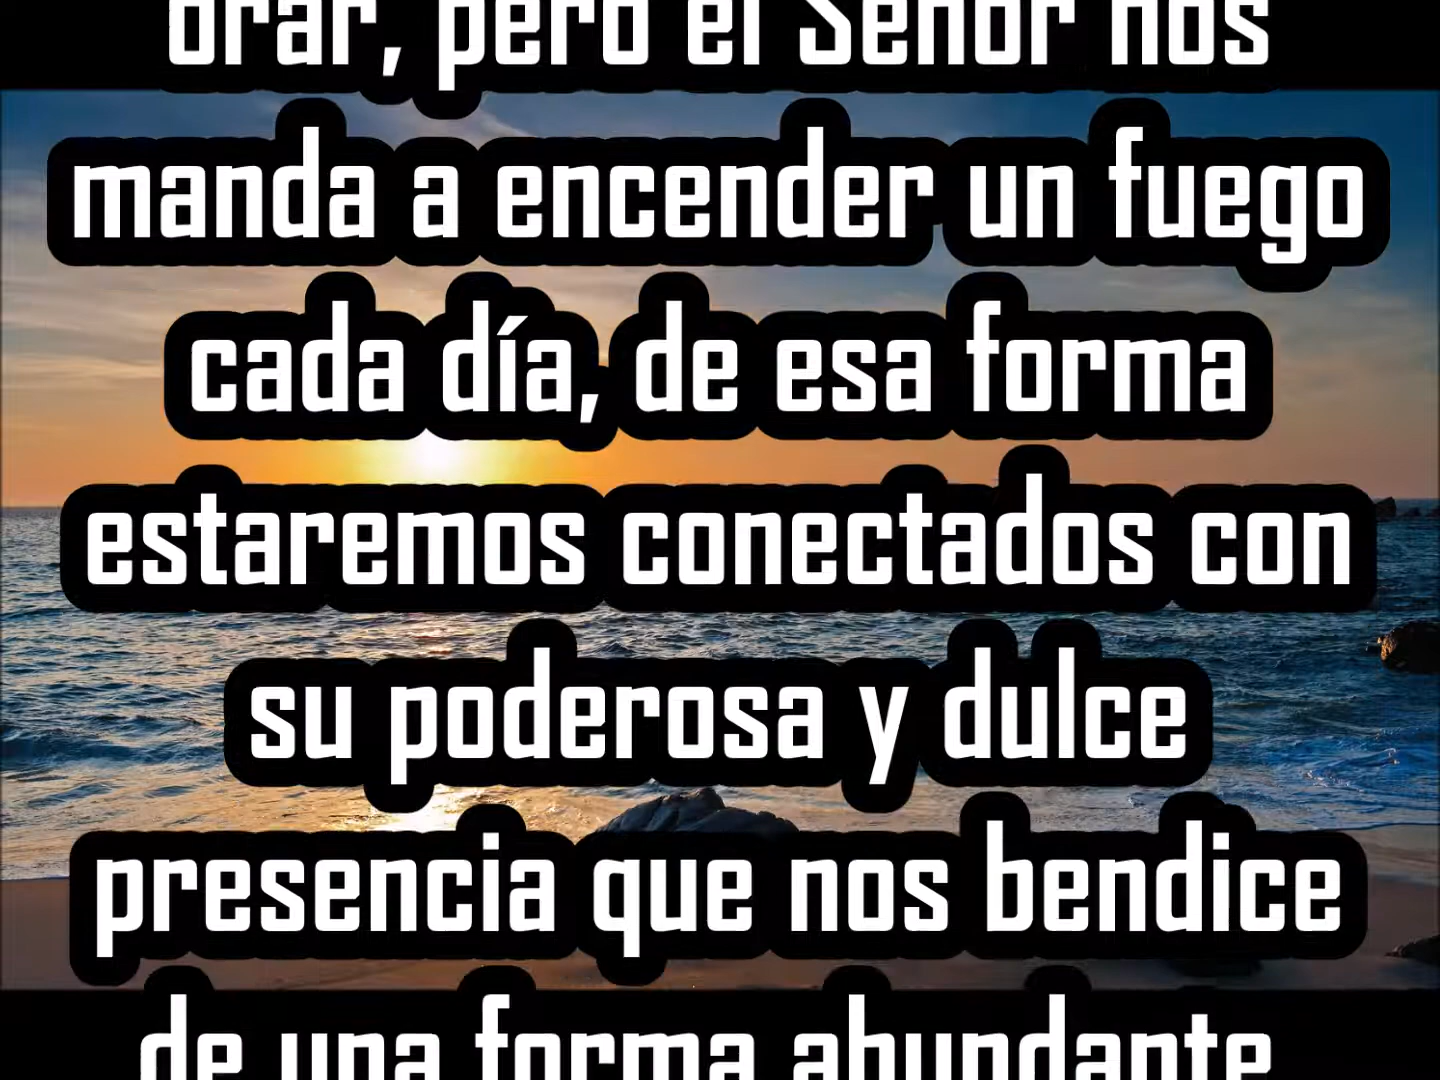 orar, pero el Señor nos
manda a encender un fuego
cada día, de esa forma
estaremos conectados con
su poderosa y dulce
presencia que nos bendice
de una forma abundante